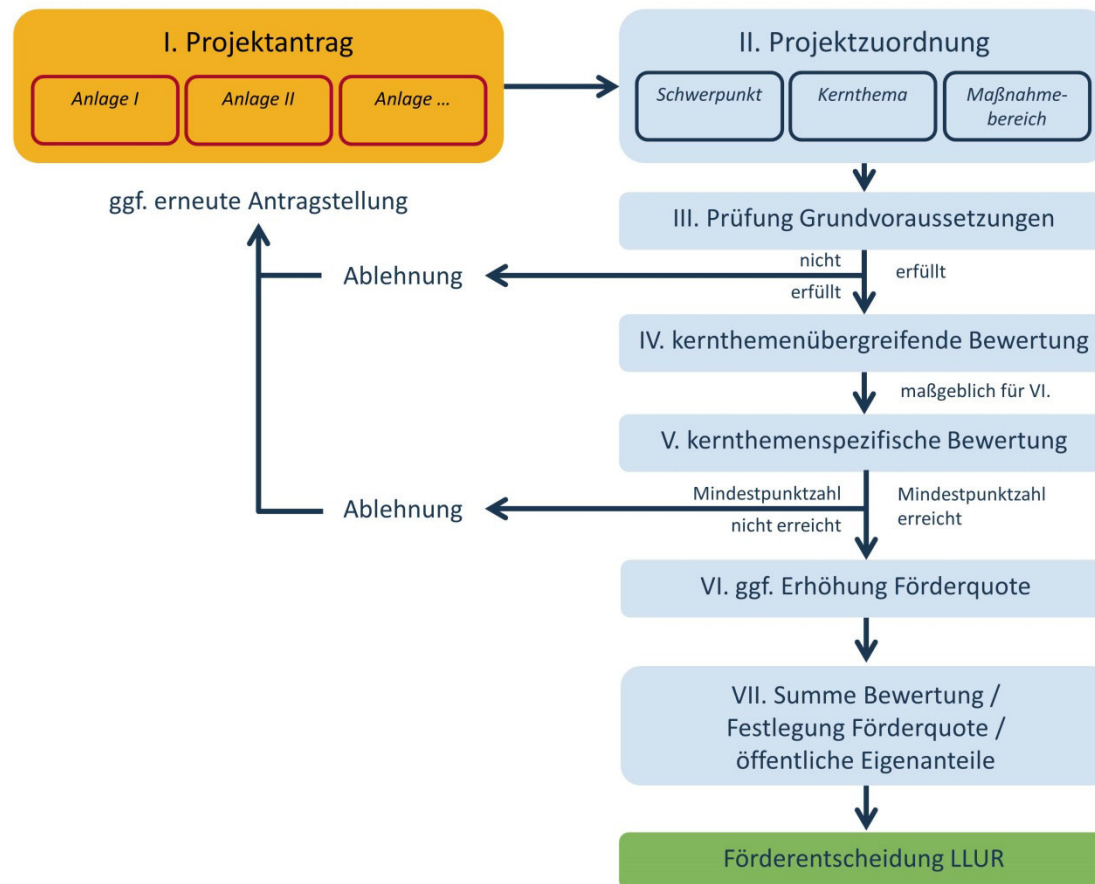 I. Projektantrag
Anlage I
Anlage II
Anlage ...
II. Projektzuordnung
Schwerpunkt
Kernthema
Maßnahme-
bereich
ggf. erneute Antragstellung
III. Prüfung Grundvoraussetzungen
nicht
erfüllt
erfüllt
Ablehnung
IV. kernthemenübergreifende Bewertung
maßgeblich für VI.
V. kernthemenspezifische Bewertung
Mindestpunktzahl
nicht erreicht
Mindestpunktzahl
erreicht
Ablehnung
VI. ggf. Erhöhung Förderquote
VII. Summe Bewertung /
Festlegung Förderquote /
öffentliche Eigenanteile
Förderentscheidung LLUR